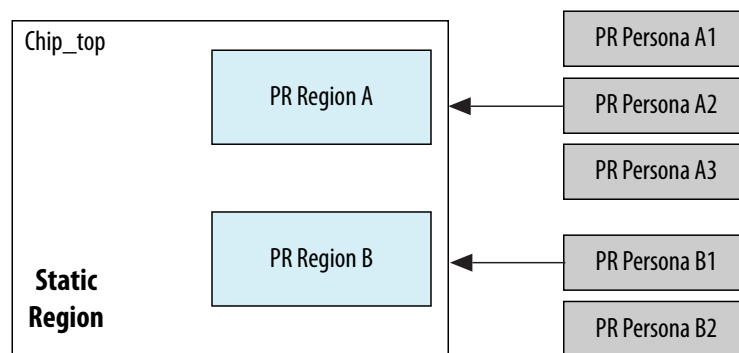 Chip_top
PR Region A
PR Region B
Static
Region
PR Persona A1
PR Persona A2
PR Persona A3
PR Persona B1
PR Persona B2